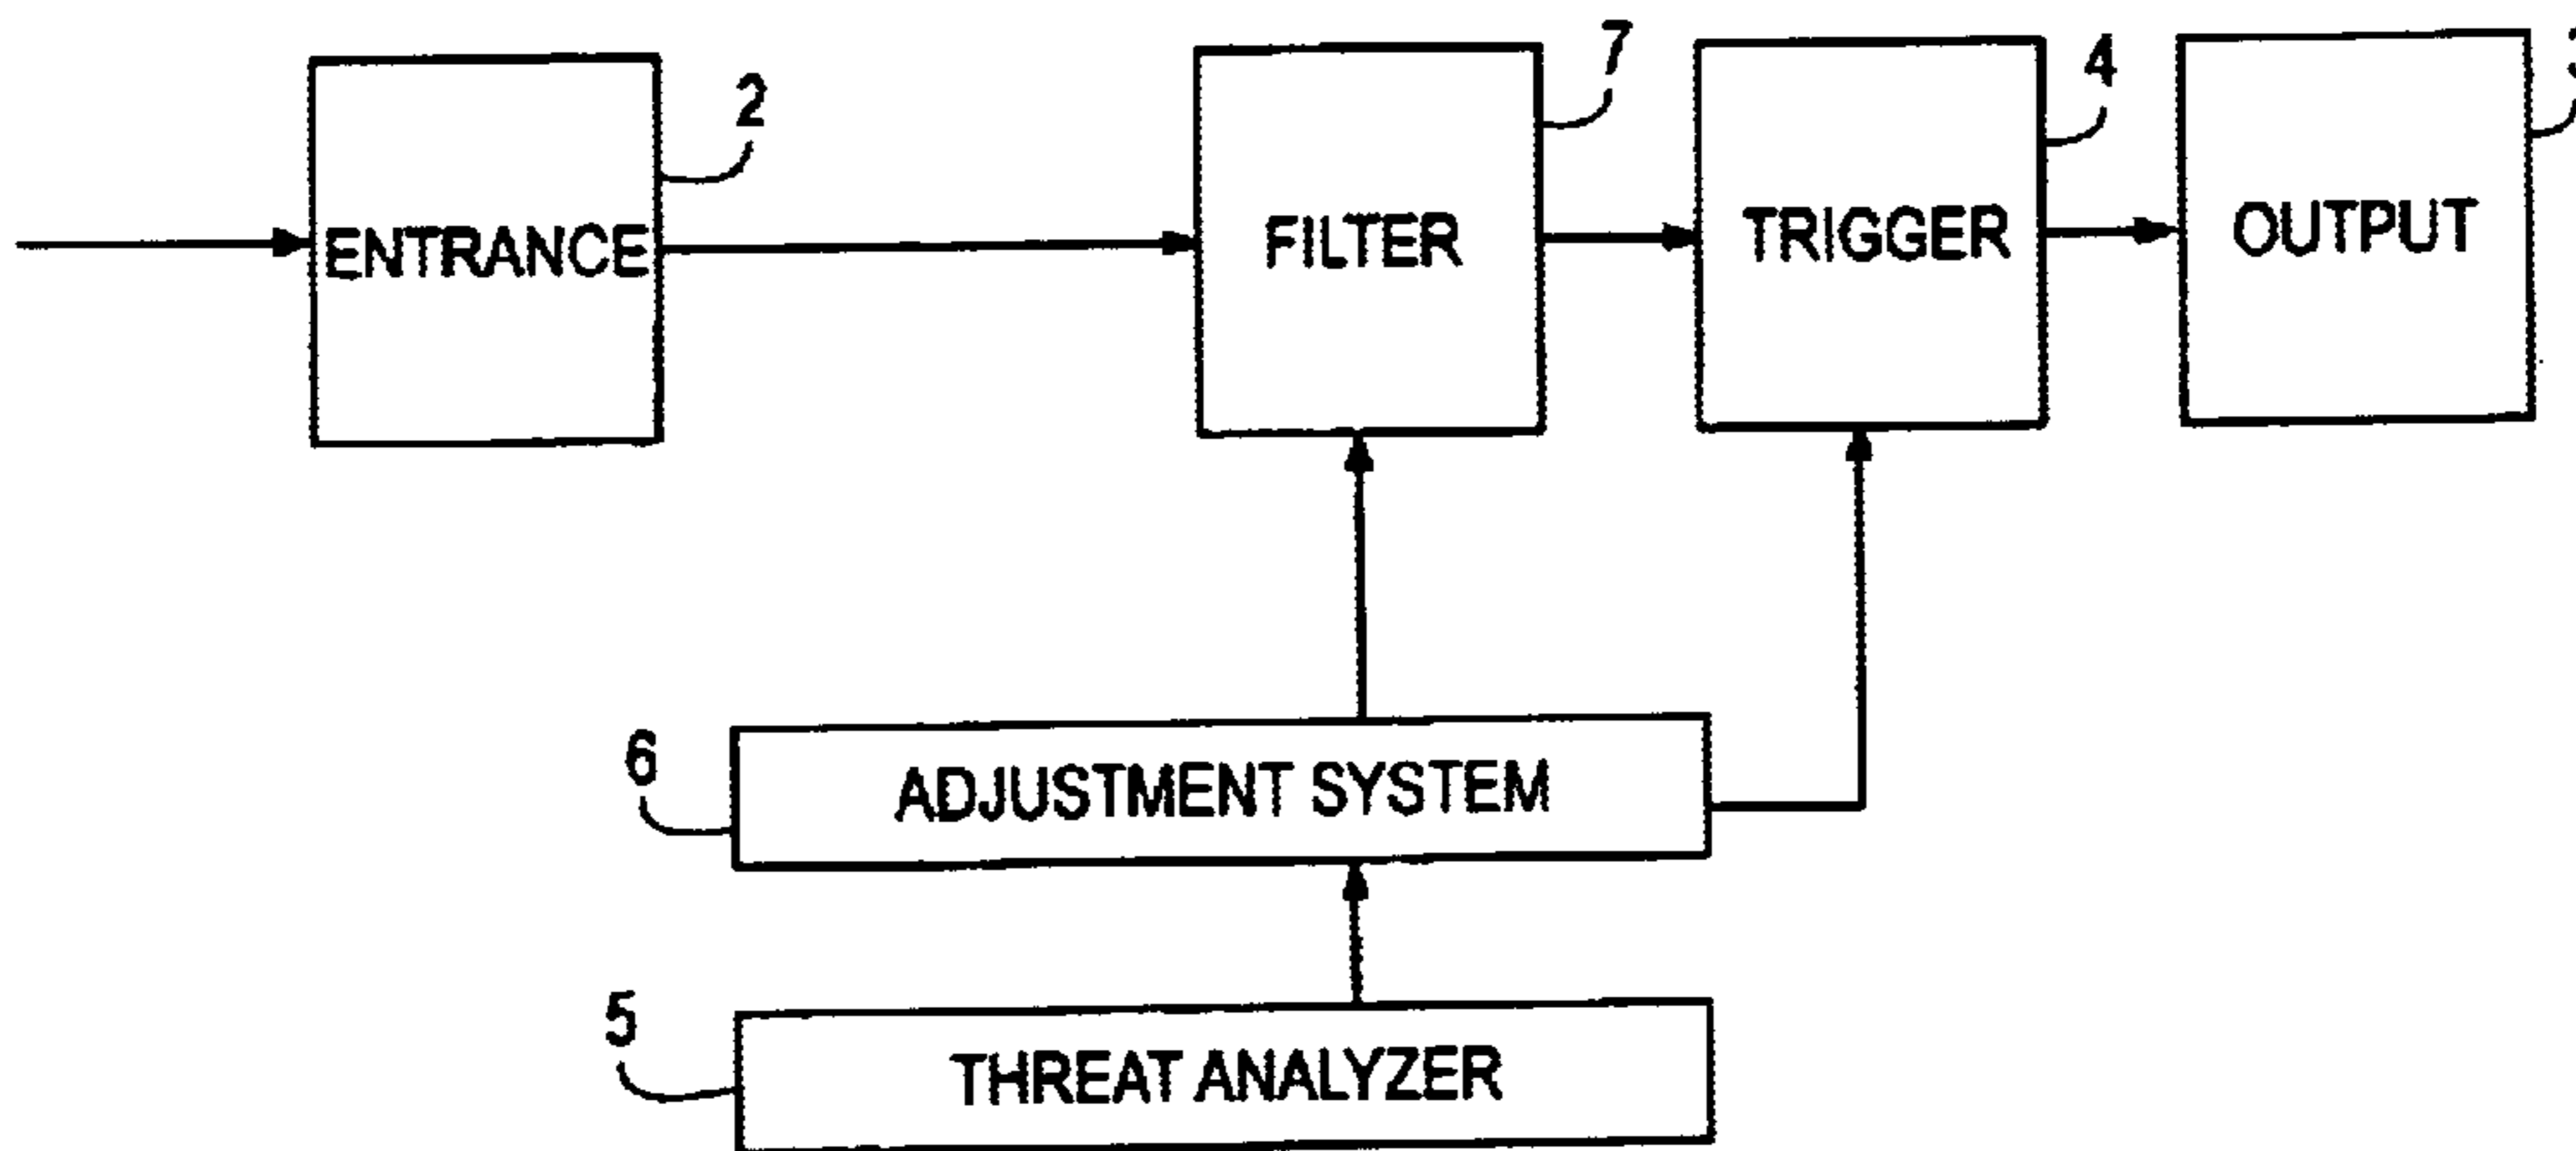 2
7
4
ENTRANCE
FILTER
TRIGGER
OUTPUT
6
ADJUSTMENT SYSTEM
5
THREAT ANALYZER